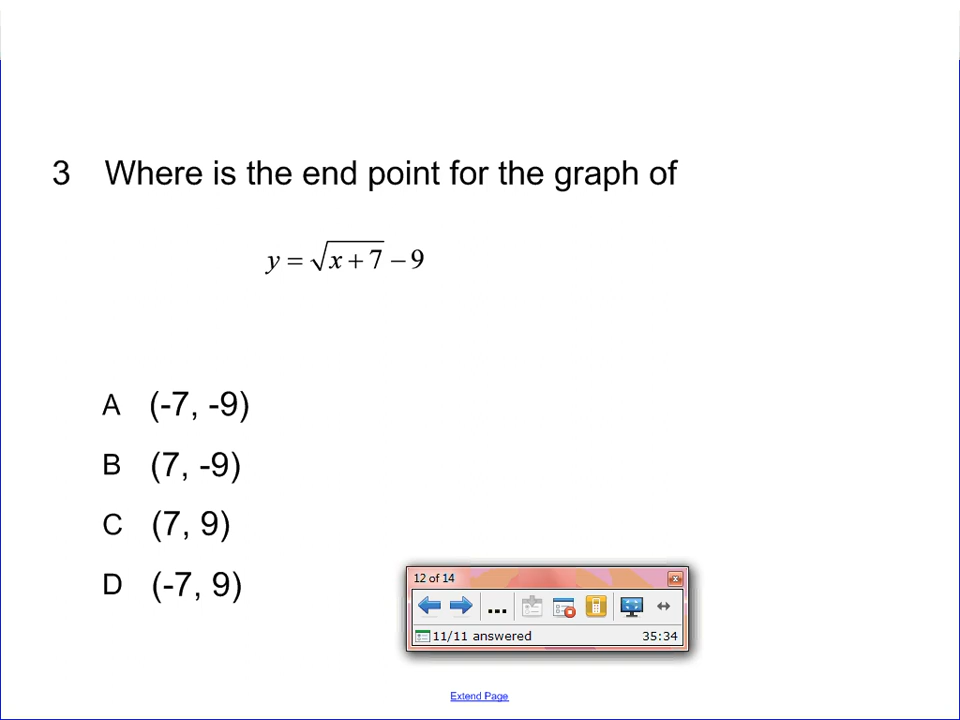 3 Where is the end point for the graph of
y = √x + 7 − 9
A (-7, -9)
B (7, -9)
C (7, 9)
D (-7, 9)
12 of 14
...
11/11 answered 35:34
Extend Page